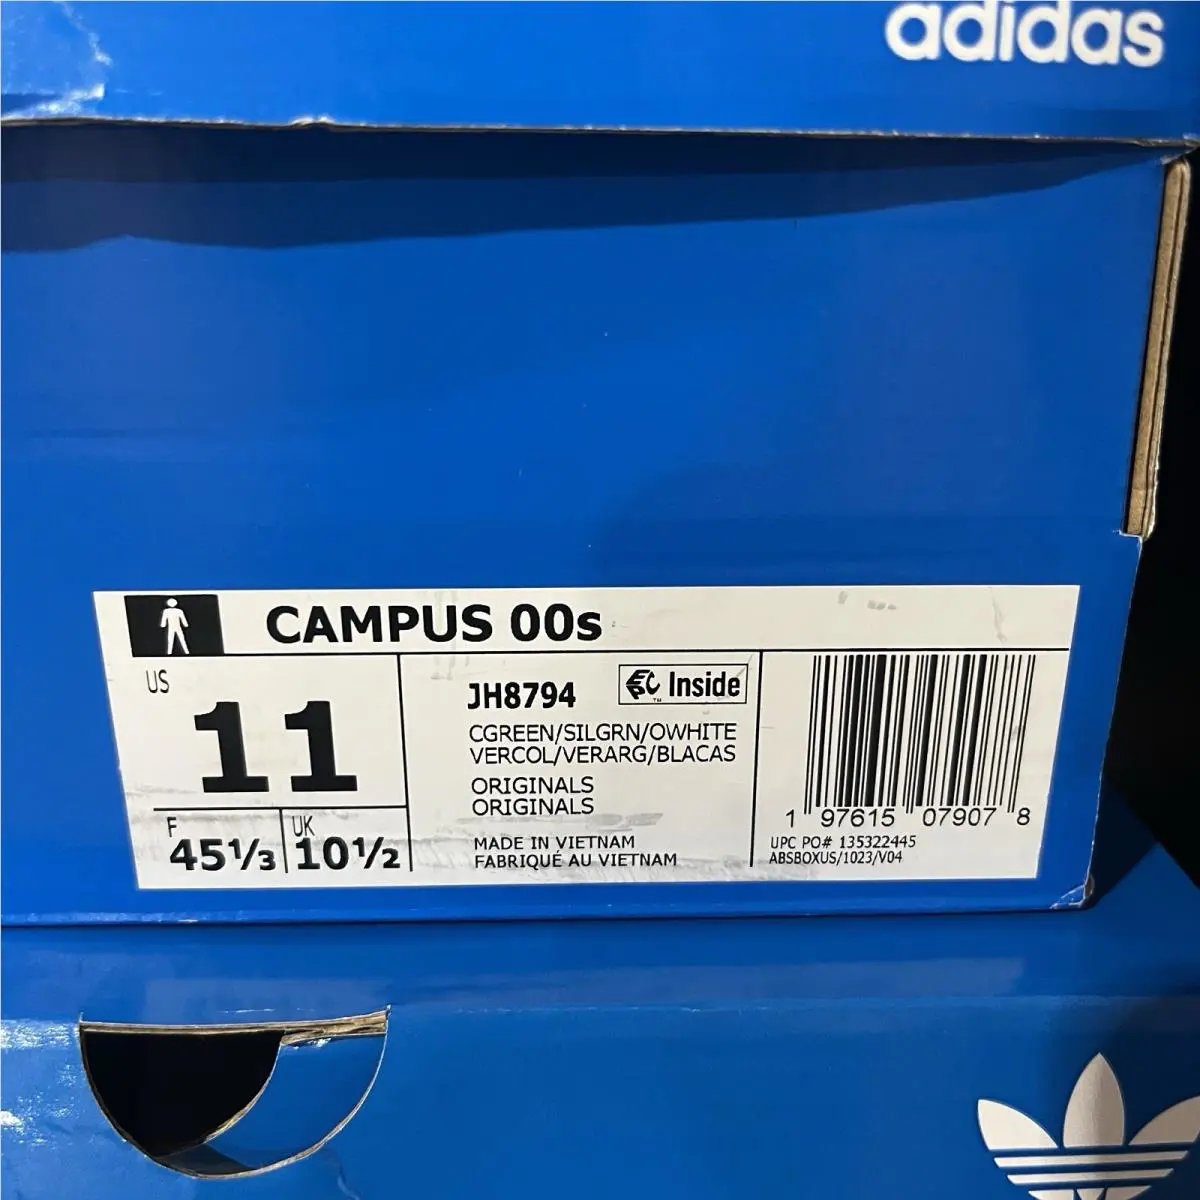 adidas
CAMPUS 00s
US
11
F
45⅓
UK
10½
JH8794
Inside
TM
CGREEN/SILGRN/OWHITE
VERCOL/VERARG/BLACAS
ORIGINALS
ORIGINALS
MADE IN VIETNAM
FABRIQUÉ AU VIETNAM
1 97615 07907 8
UPC PO# 135322445
ABSBOXUS/1023/V04